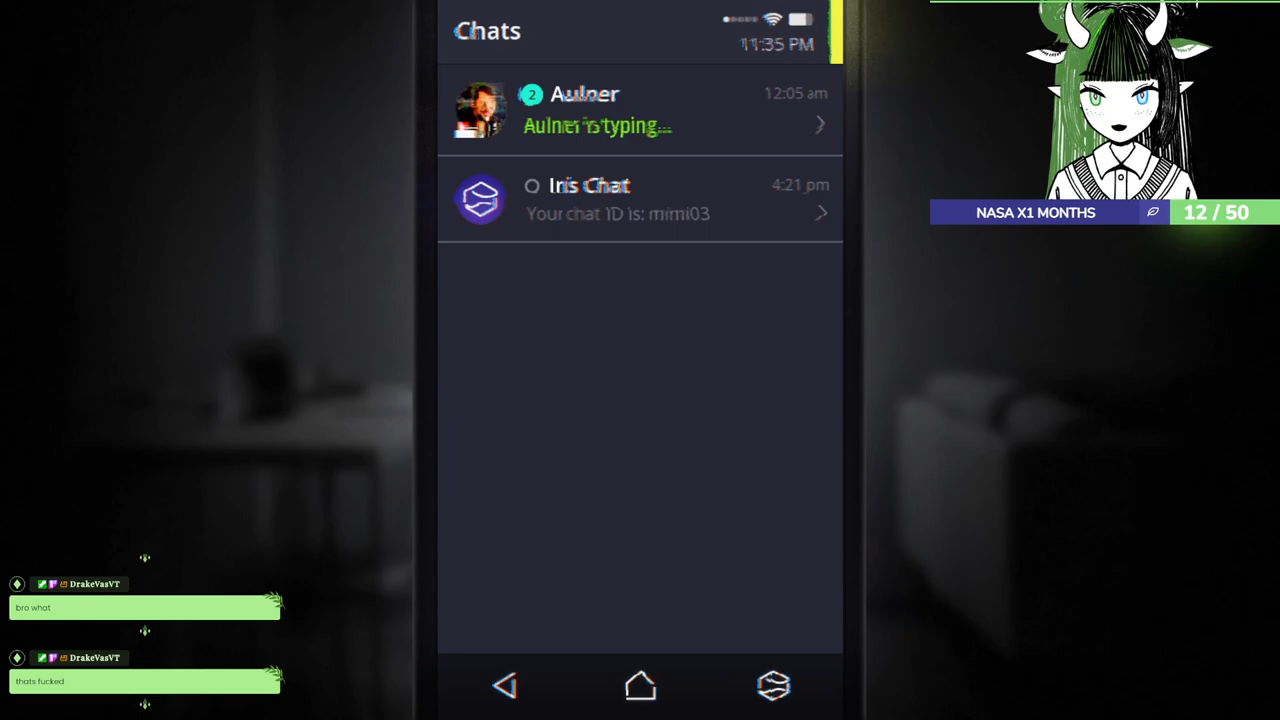 Chats
11:35 PM
2 Aulner 12:05 am
Aulner is typing...
Iris Chat 4:21 pm
Your chat ID is: mimi03
NASA X1 MONTHS 12 / 50
DrakeVasVT
bro what
DrakeVasVT
thats fucked